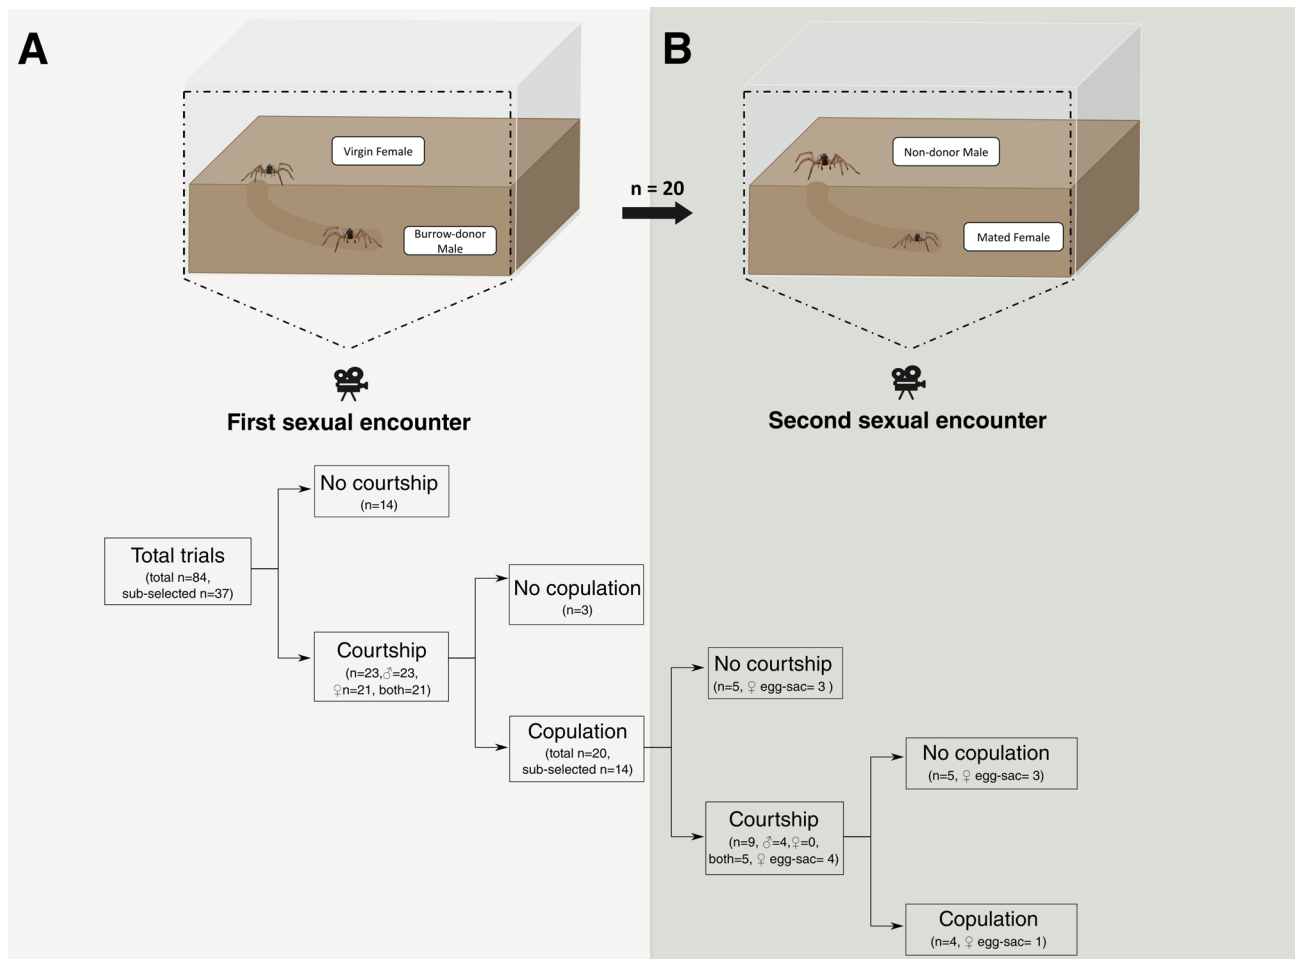 A
Virgin Female
Burrow-donor
Male
n = 20
B
Non-donor Male
Mated Female
First sexual encounter
Second sexual encounter
Total trials
(total n=84,
sub-selected n=37)
No courtship
(n=14)
Courtship
(n=23,♂=23,
♀n=21, both=21)
No copulation
(n=3)
Copulation
(total n=20,
sub-selected n=14)
No courtship
(n=5, ♀ egg-sac= 3 )
Courtship
(n=9, ♂=4,♀=0,
both=5, ♀ egg-sac= 4)
No copulation
(n=5, ♀ egg-sac= 3)
Copulation
(n=4, ♀ egg-sac= 1)